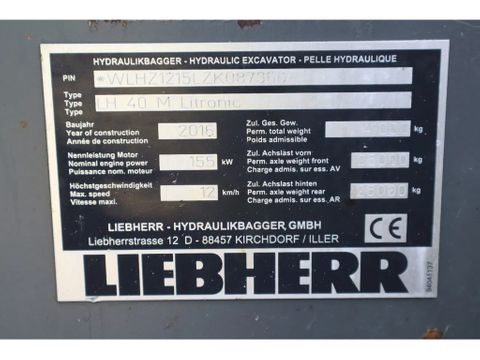 HYDRAULIKBAGGER - HYDRAULIC EXCAVATOR - PELLE HYDRAULIQUE
PIN
Type
Type LH 40 M Litronic
Type
Baujahr
Year of construction 2016
Année de construction
Zul. Ges. Gew.
Perm. total weight kg
Poids admissible
Nennleistung Motor
Nominal engine power 155 kW
Puissance nom. moteur
Zul. Achslast vorn
Perm. axle weight front kg
Charge admis. sur ess. AV
Höchstgeschwindigkeit
Max. speed 12 km/h
Vitesse maxi.
Zul. Achslast hinten
Perm. axle weight rear kg
Charge admis. sur ess. AR
LIEBHERR - HYDRAULIKBAGGER, GMBH
Liebherrstrasse 12 D - 88457 KIRCHDORF / ILLER
CE
LIEBHERR
94041137